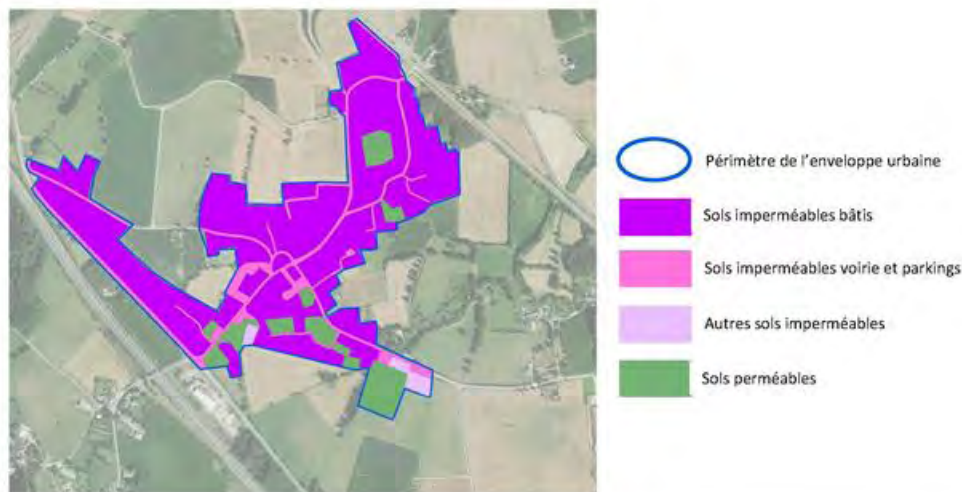 Périmètre de l'enveloppe urbaine
Sols imperméables bâtis
Sols imperméables voirie et parkings
Autres sols imperméables
Sols perméables